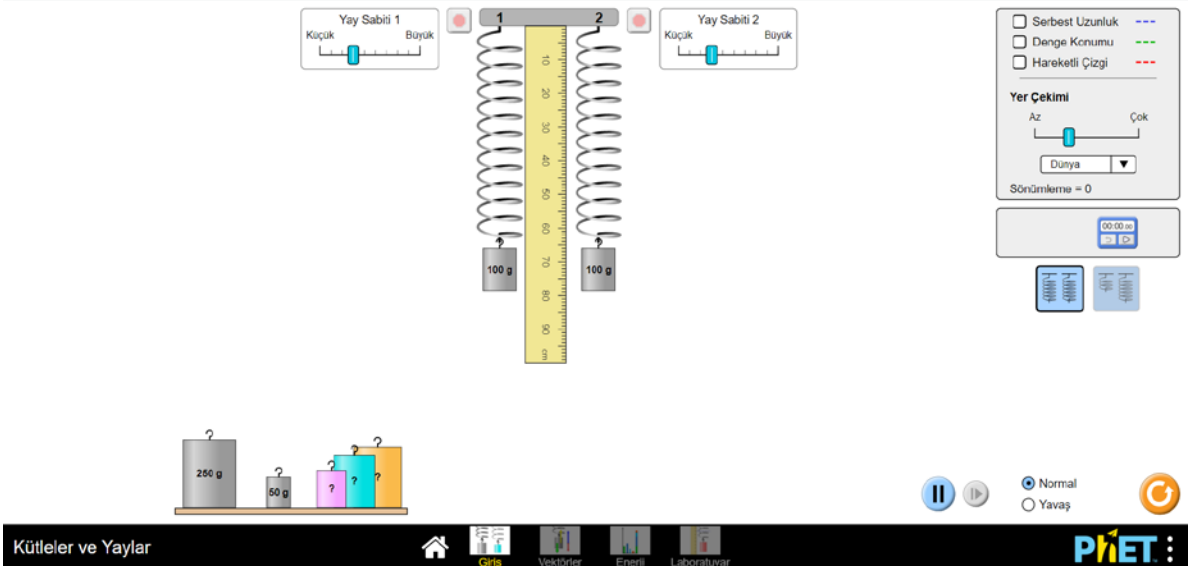 Yay Sabiti 1
Küçük Büyük
1
2
Yay Sabiti 2
Küçük Büyük
Serbest Uzunluk
Denge Konumu
Hareketli Çizgi
Yer Çekimi
Az Çok
Dünya
Sönümleme = 0
00:00
10
20
30
40
50
60
70
80
90
cm
100 g
100 g
250 g
50 g
?
?
?
Normal
Yavaş
Kütleler ve Yaylar
Giriş
Vektörler
Enerji
Laboratuvar
PhET